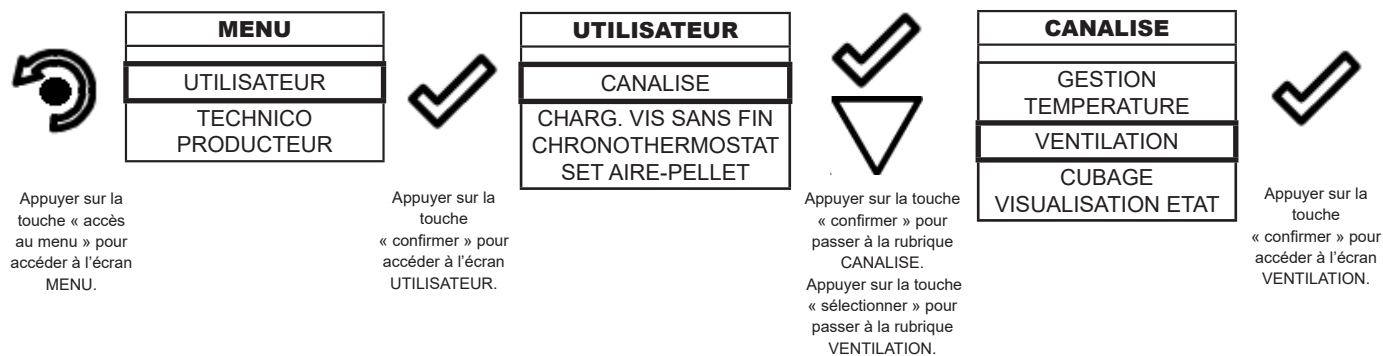 MENU
UTILISATEUR
TECHNICO
PRODUCTEUR
UTILISATEUR
CANALISE
CHARG. VIS SANS FIN
CHRONOTHERMOSTAT
SET AIRE-PELLET
CANALISE
GESTION
TEMPERATURE
VENTILATION
CUBAGE
VISUALISATION ETAT
Appuyer sur la
touche « accès
au menu » pour
accéder à l'écran
MENU.
Appuyer sur la
touche
« confirmer » pour
accéder à l'écran
UTILISATEUR.
Appuyer sur la touche
« confirmer » pour
passer à la rubrique
CANALISE.
Appuyer sur la touche
« sélectionner » pour
passer à la rubrique
VENTILATION.
Appuyer sur la
touche
« confirmer » pour
accéder à l'écran
VENTILATION.